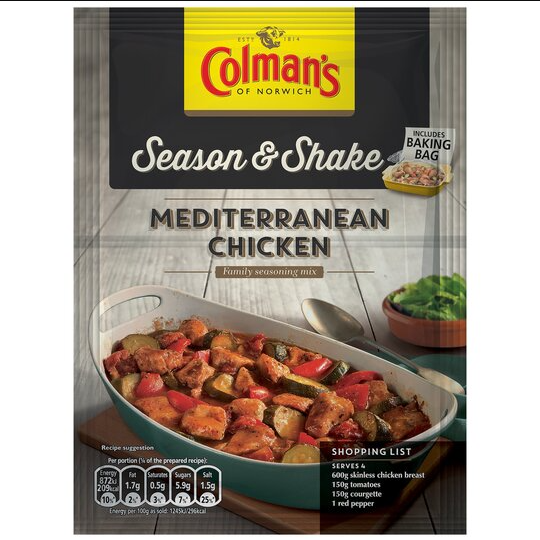 ESTD 1814
Colman's
OF NORWICH
Season & Shake
INCLUDES
BAKING
BAG
MEDITERRANEAN
CHICKEN
Family seasoning mix
Recipe suggestion
Per portion (¼ of the prepared recipe):
Energy
872kJ
209kcal
10%
Fat
1.7g
2%
Saturates
0.5g
3%
Sugars
5.9g
7%
Salt
1.5g
25%
Energy per 100g as sold: 1245kJ/296kcal
SHOPPING LIST
SERVES 4
600g skinless chicken breast
150g tomatoes
150g courgette
1 red pepper